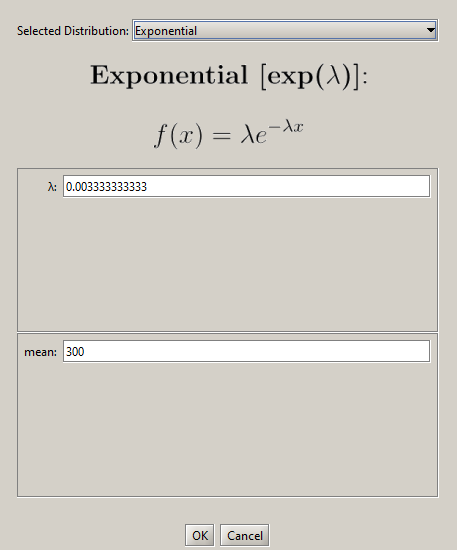 Selected Distribution: Exponential
Exponential [exp(λ)]:
f(x) = λe^{−λx}
λ: 0.003333333333
mean: 300
OK Cancel